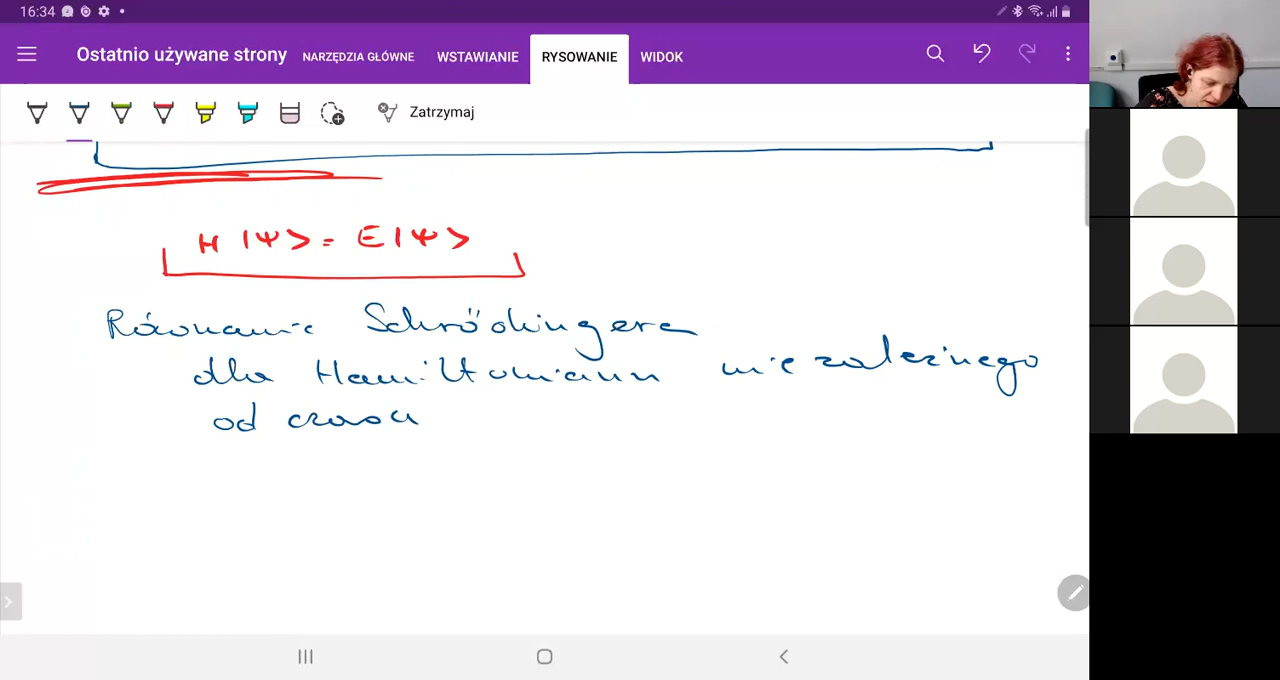 16:34
Ostatnio używane strony NARZĘDZIA GŁÓWNE WSTAWIANIE RYSOWANIE WIDOK
Zatrzymaj
H |Ψ> = E |Ψ>
Równanie Schrödingera
dla Hamiltonianu niezależnego
od czasu